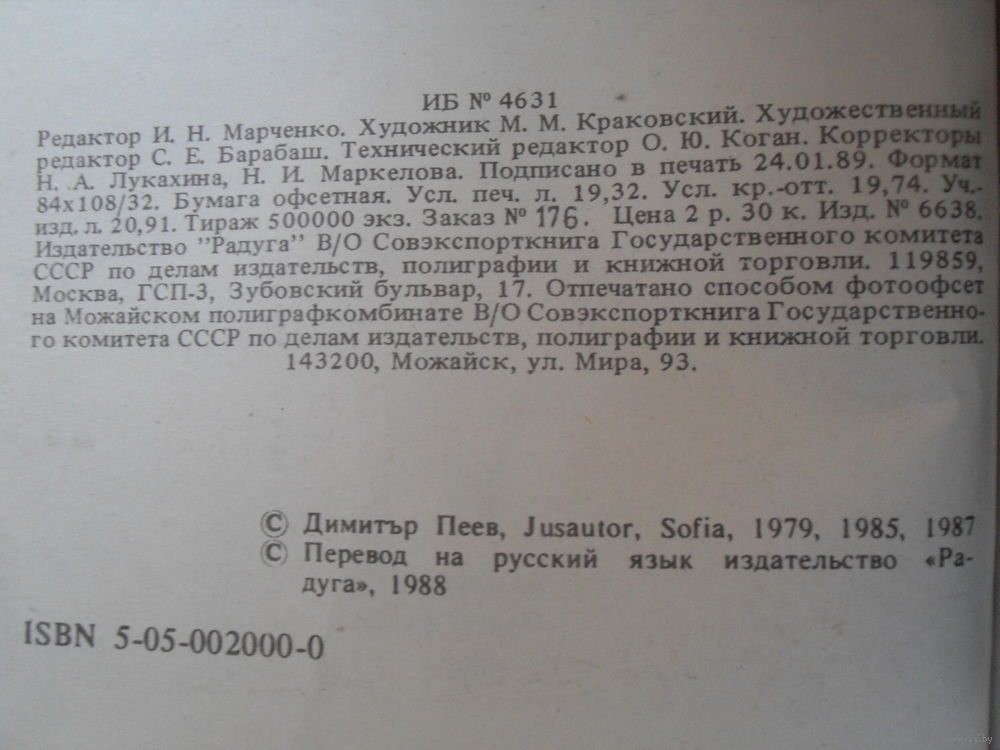 ИБ № 4631
Редактор И. Н. Марченко. Художник М. М. Краковский. Художественный
редактор С. Е. Барабаш. Технический редактор О. Ю. Коган. Корректоры
Н. А. Лукахина, Н. И. Маркелова. Подписано в печать 24.01.89. Формат
84х108/32. Бумага офсетная. Усл. печ. л. 19,32. Усл. кр.-отт. 19,74. Уч.-
изд. л. 20,91. Тираж 500000 экз. Заказ № 176. Цена 2 р. 30 к. Изд. № 6638.
Издательство "Радуга" В/О Совэкспорткнига Государственного комитета
СССР по делам издательств, полиграфии и книжной торговли. 119859,
Москва, ГСП-3, Зубовский бульвар, 17. Отпечатано способом фотоофсет
на Можайском полиграфкомбинате В/О Совэкспорткнига Государственно-
го комитета СССР по делам издательств, полиграфии и книжной торговли.
143200, Можайск, ул. Мира, 93.
© Димитър Пеев, Jusautor, Sofia, 1979, 1985, 1987
© Перевод на русский язык издательство «Ра-
дуга», 1988
ISBN 5-05-002000-0